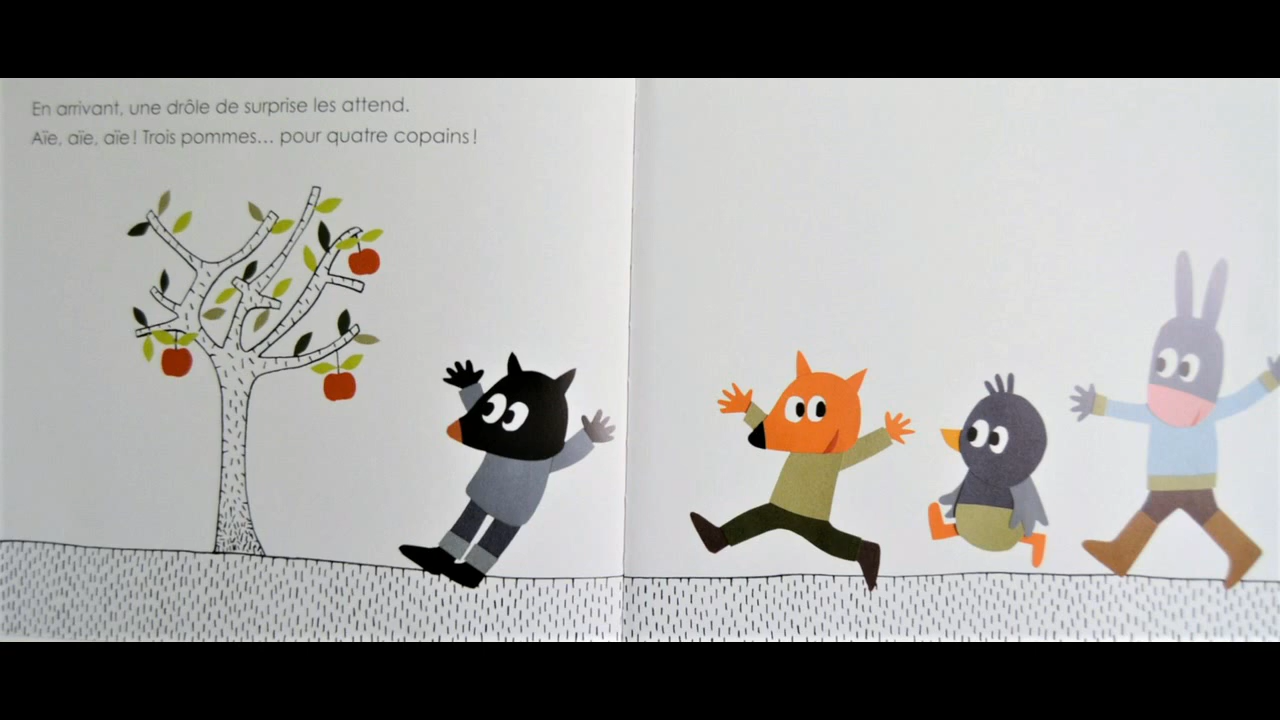 En arrivant, une drôle de surprise les attend.
Aïe, aïe, aïe ! Trois pommes... pour quatre copains !